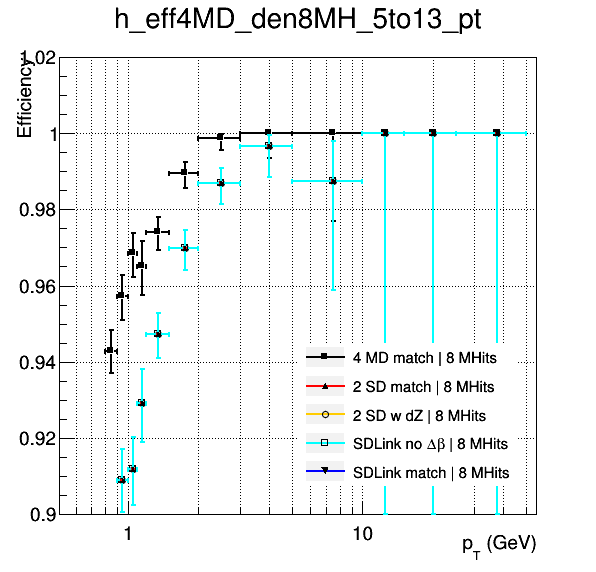 h_eff4MD_den8MH_5to13_pt
Efficiency
1.02
1
0.98
0.96
0.94
0.92
0.9
4 MD match | 8 MHits
2 SD match | 8 MHits
2 SD w dZ | 8 MHits
SDLink no Δβ | 8 MHits
SDLink match | 8 MHits
1
10
p_T (GeV)